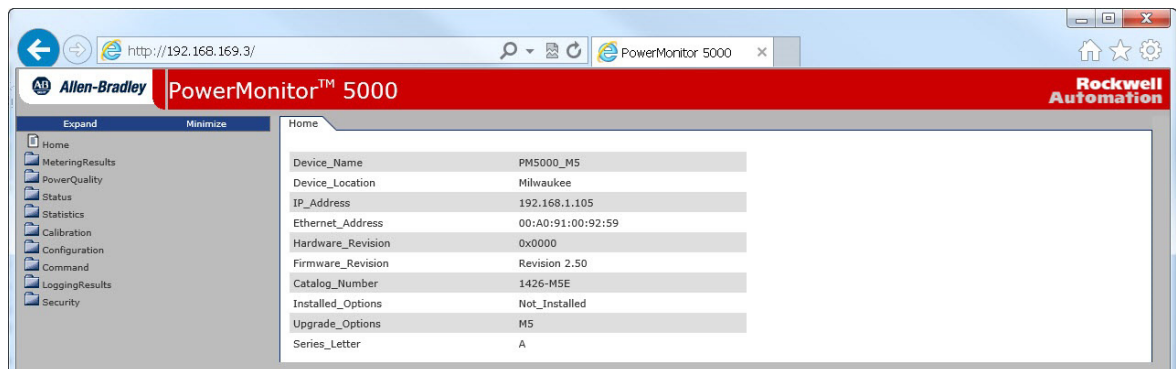 http://192.168.169.3/
PowerMonitor 5000
AB Allen-Bradley
PowerMonitor™ 5000
Rockwell Automation
Expand Minimize
Home
MeteringResults
PowerQuality
Status
Statistics
Calibration
Configuration
Command
LoggingResults
Security
Home
Device_Name PM5000_M5
Device_Location Milwaukee
IP_Address 192.168.1.105
Ethernet_Address 00:A0:91:00:92:59
Hardware_Revision 0x0000
Firmware_Revision Revision 2.50
Catalog_Number 1426-M5E
Installed_Options Not_Installed
Upgrade_Options M5
Series_Letter A